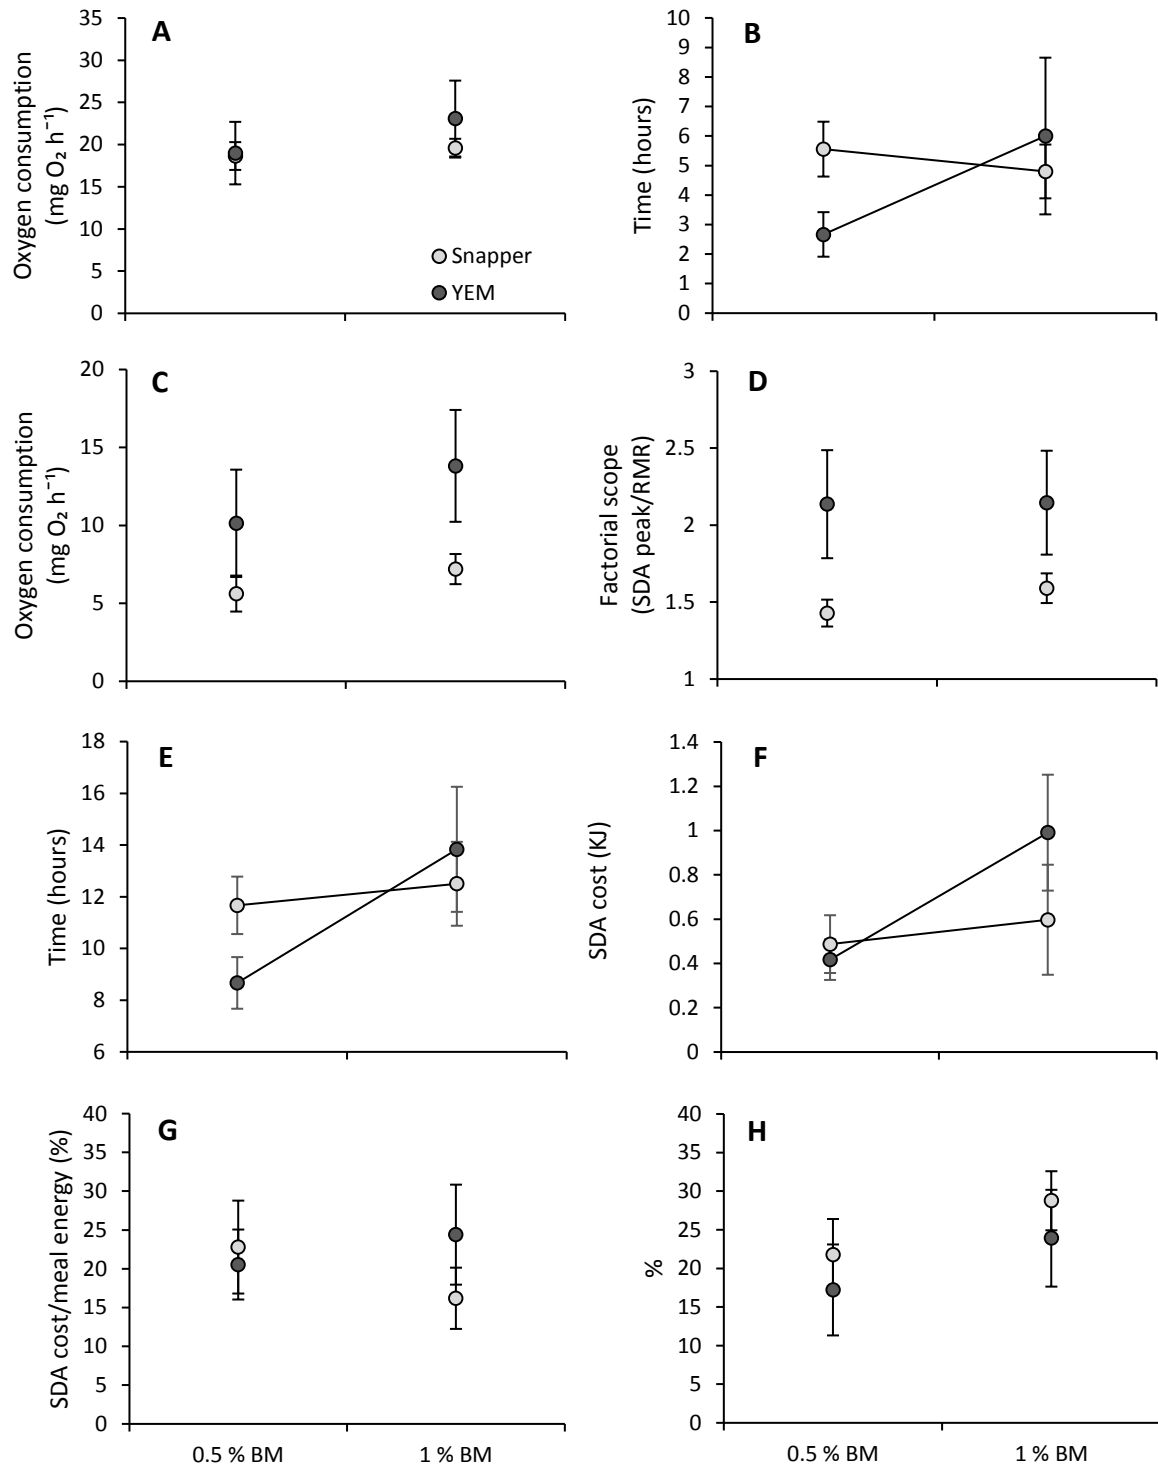 A
Oxygen consumption
(mg O₂ h⁻¹)
35
30
25
20
15
10
5
0
Snapper
YEM
B
Time (hours)
10
9
8
7
6
5
4
3
2
1
0
C
Oxygen consumption
(mg O₂ h⁻¹)
20
15
10
5
0
D
Factorial scope
(SDA peak/RMR)
3
2.5
2
1.5
1
E
Time (hours)
18
16
14
12
10
8
6
F
SDA cost (KJ)
1.4
1.2
1
0.8
0.6
0.4
0.2
0
G
SDA cost/meal energy (%)
40
35
30
25
20
15
10
5
0
0.5 % BM
1 % BM
H
%
40
35
30
25
20
15
10
5
0
0.5 % BM
1 % BM